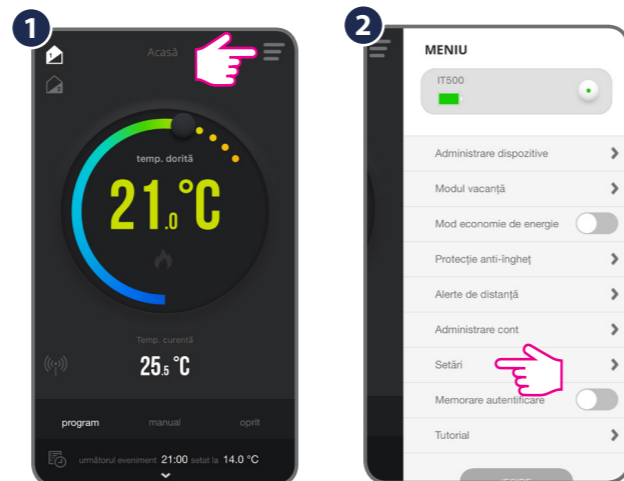 1
Acasă
1
2
temp. dorită
21.0 °C
Temp. curentă
25.5 °C
program manual oprit
următorul eveniment 21:00 setat la 14.0 °C
2
MENIU
IT500
Administrare dispozitive
Modul vacanță
Mod economie de energie
Protecție anti-îngheț
Alerte de distanță
Administrare cont
Setări
Memorare autentificare
Tutorial